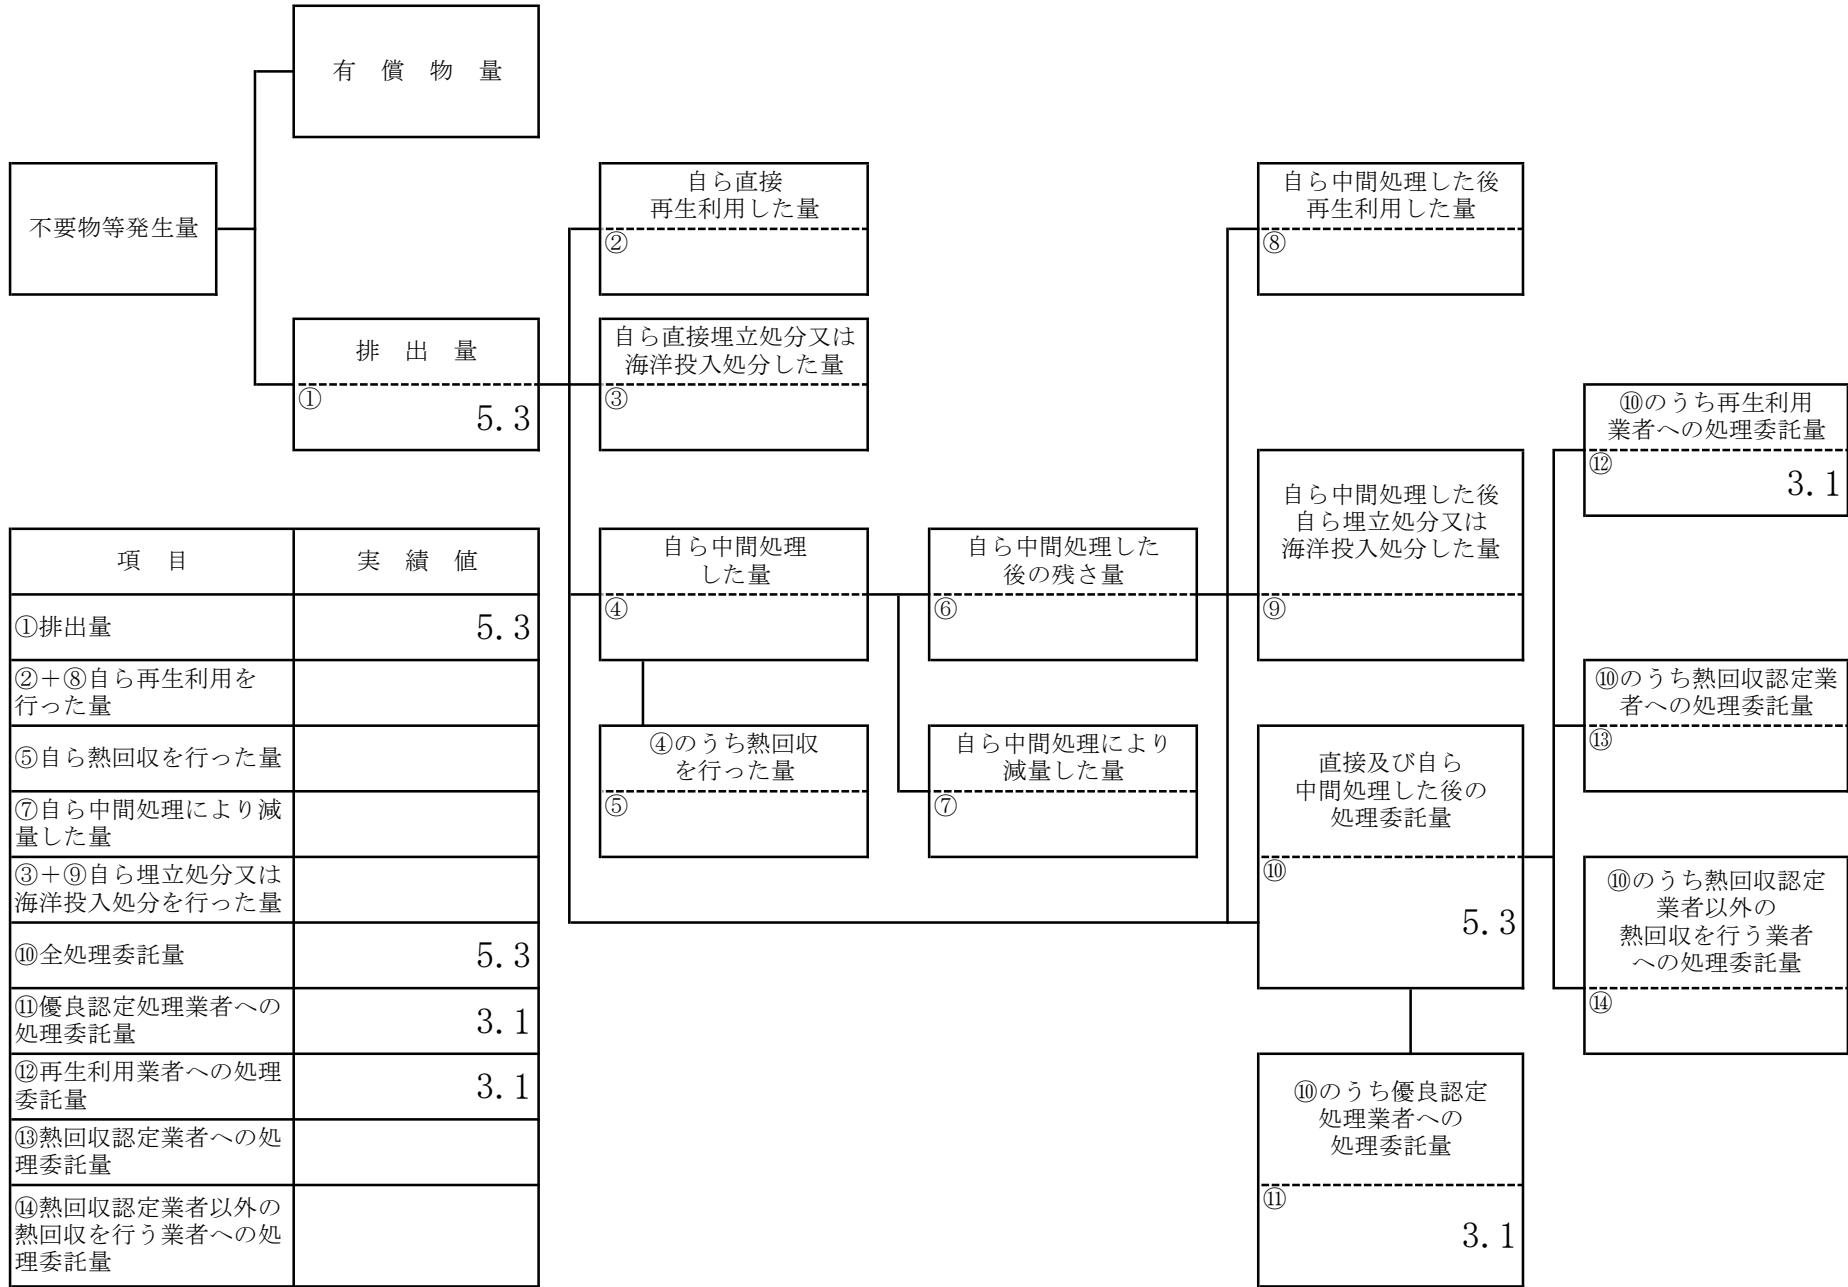 有　償　物　量
不要物等発生量
排　出　量
①
5.3
自ら直接
再生利用した量
②
自ら直接埋立処分又は
海洋投入処分した量
③
自ら中間処理
した量
④
④のうち熱回収
を行った量
⑤
自ら中間処理した
後の残さ量
⑥
自ら中間処理により
減量した量
⑦
自ら中間処理した後
再生利用した量
⑧
自ら中間処理した後
自ら埋立処分又は
海洋投入処分した量
⑨
直接及び自ら
中間処理した後の
処理委託量
⑩
5.3
⑩のうち優良認定
処理業者への
処理委託量
⑪
3.1
⑩のうち再生利用
業者への処理委託量
⑫
3.1
⑩のうち熱回収認定業
者への処理委託量
⑬
⑩のうち熱回収認定
業者以外の
熱回収を行う業者
への処理委託量
⑭
項　目　実　績　値
①排出量　5.3
②＋⑧自ら再生利用を
行った量
⑤自ら熱回収を行った量
⑦自ら中間処理により減
量した量
③＋⑨自ら埋立処分又は
海洋投入処分を行った量
⑩全処理委託量　5.3
⑪優良認定処理業者への
処理委託量　3.1
⑫再生利用業者への処理
委託量　3.1
⑬熱回収認定業者への処
理委託量
⑭熱回収認定業者以外の
熱回収を行う業者への処
理委託量